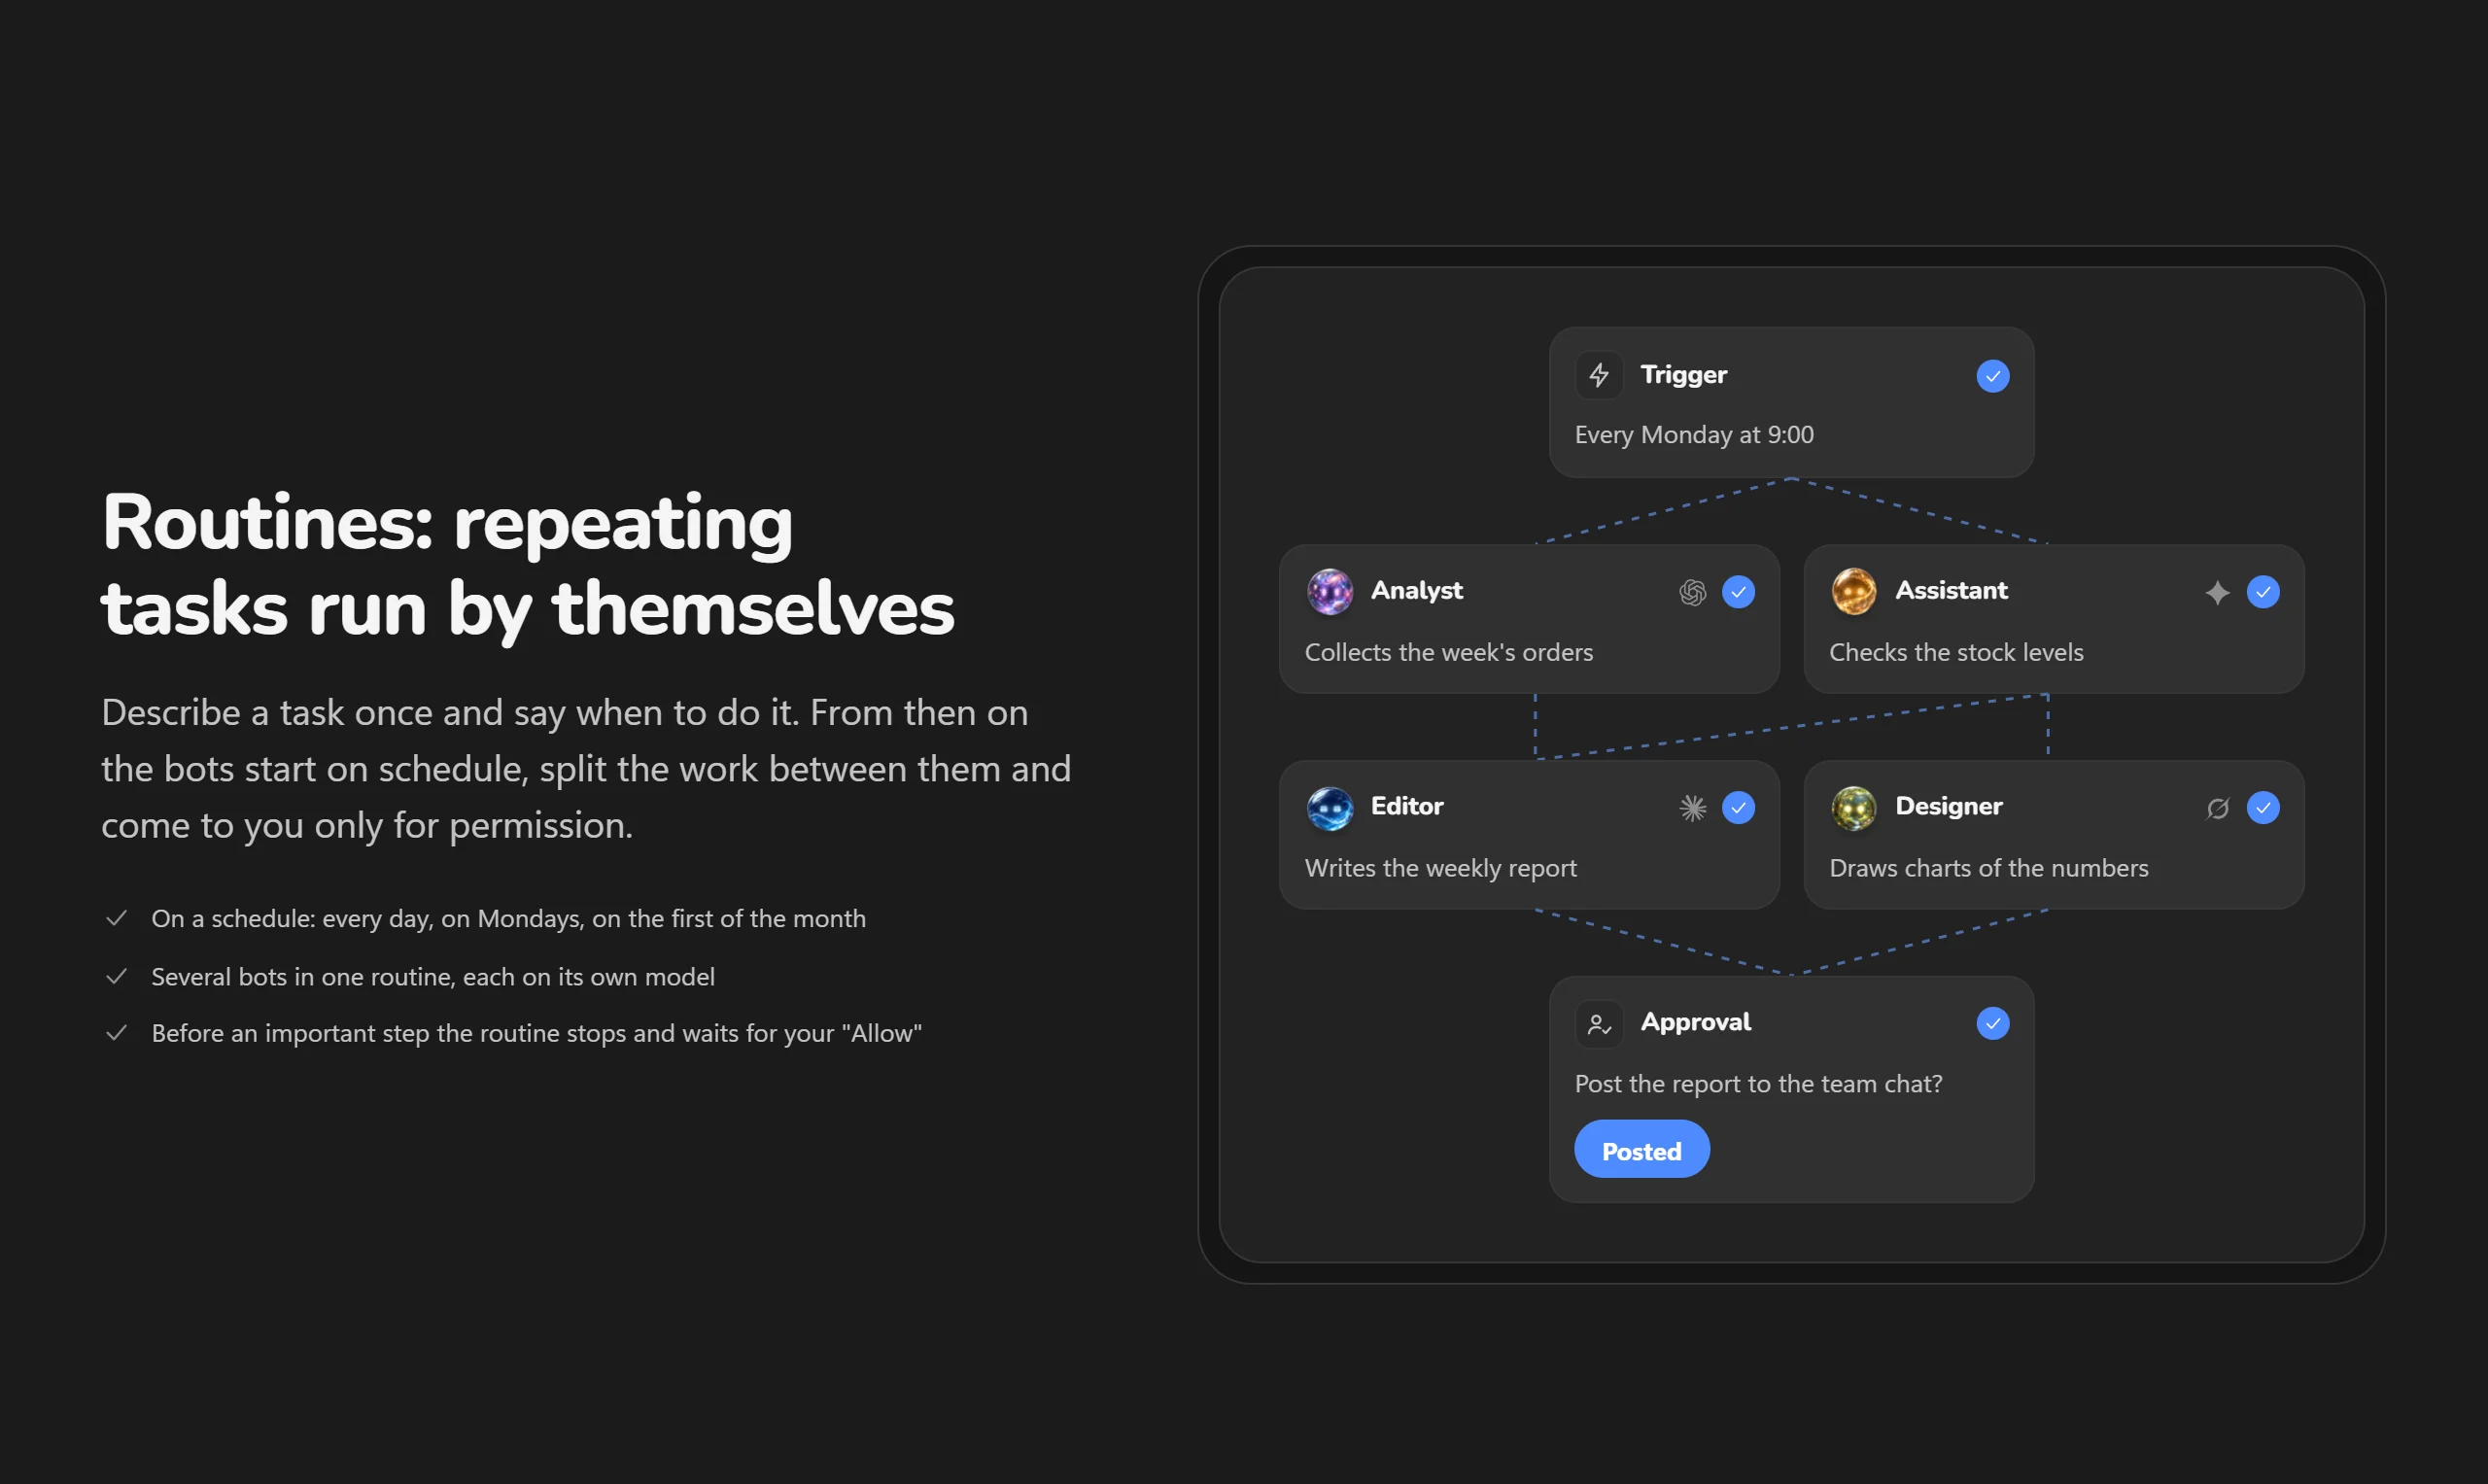 Routines: repeating
tasks run by themselves
Describe a task once and say when to do it. From then on
the bots start on schedule, split the work between them and
come to you only for permission.
On a schedule: every day, on Mondays, on the first of the month
Several bots in one routine, each on its own model
Before an important step the routine stops and waits for your "Allow"
Trigger
Every Monday at 9:00
Analyst
Collects the week's orders
Assistant
Checks the stock levels
Editor
Writes the weekly report
Designer
Draws charts of the numbers
Approval
Post the report to the team chat?
Posted